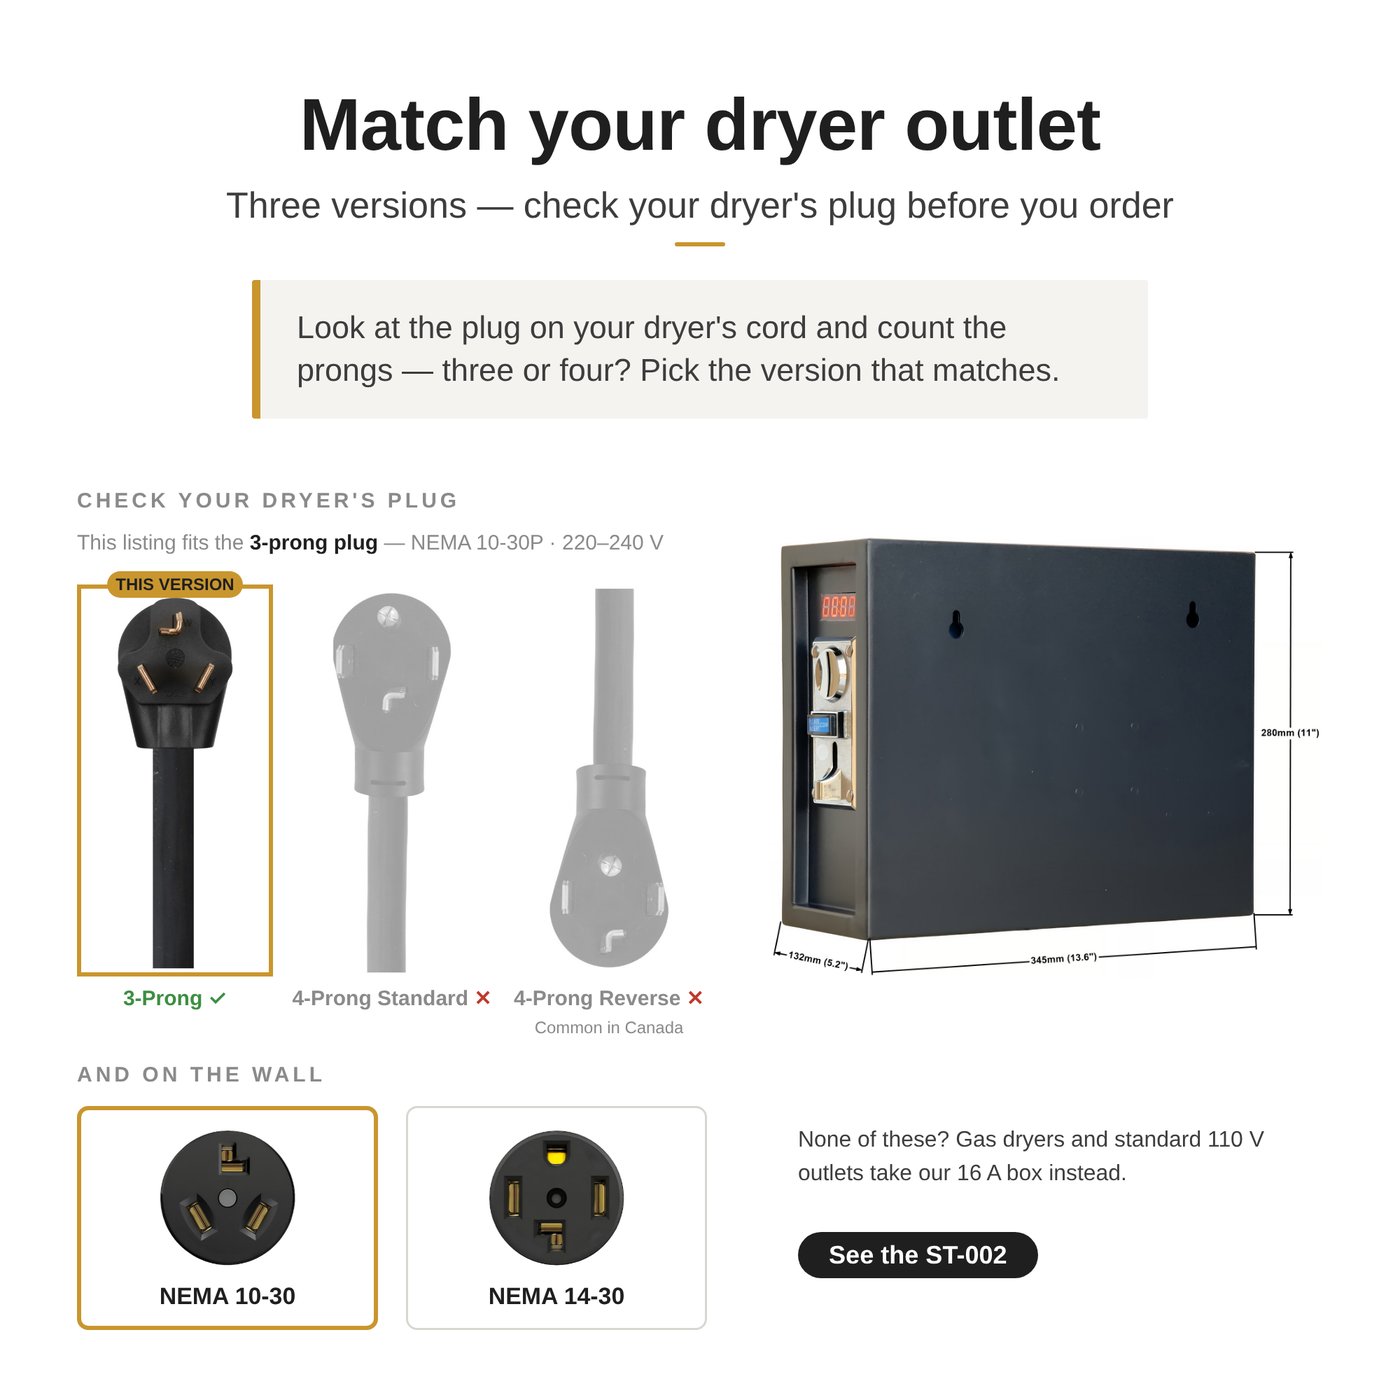 Match your dryer outlet
Three versions — check your dryer's plug before you order
Look at the plug on your dryer's cord and count the
prongs — three or four? Pick the version that matches.
CHECK YOUR DRYER'S PLUG
This listing fits the 3-prong plug — NEMA 10-30P · 220–240 V
THIS VERSION
3-Prong ✓
4-Prong Standard ✕
4-Prong Reverse ✕
Common in Canada
280mm (11")
132mm (5.2")
345mm (13.6")
AND ON THE WALL
NEMA 10-30
NEMA 14-30
None of these? Gas dryers and standard 110 V
outlets take our 16 A box instead.
See the ST-002